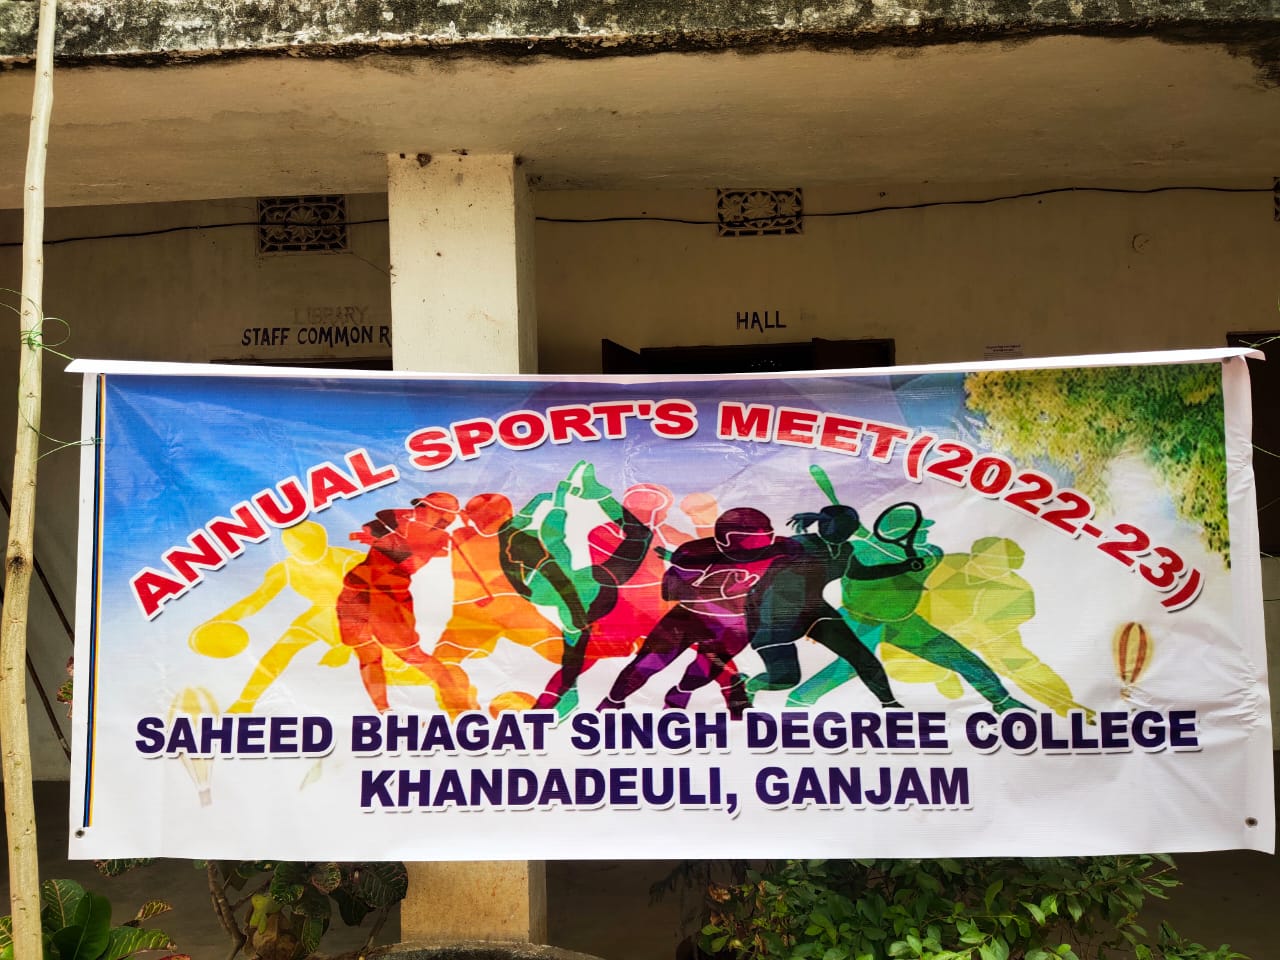 LIBRARY
STAFF COMMON R
HALL
ANNUAL SPORT'S MEET(2022-23)
SAHEED BHAGAT SINGH DEGREE COLLEGE
KHANDADEULI, GANJAM